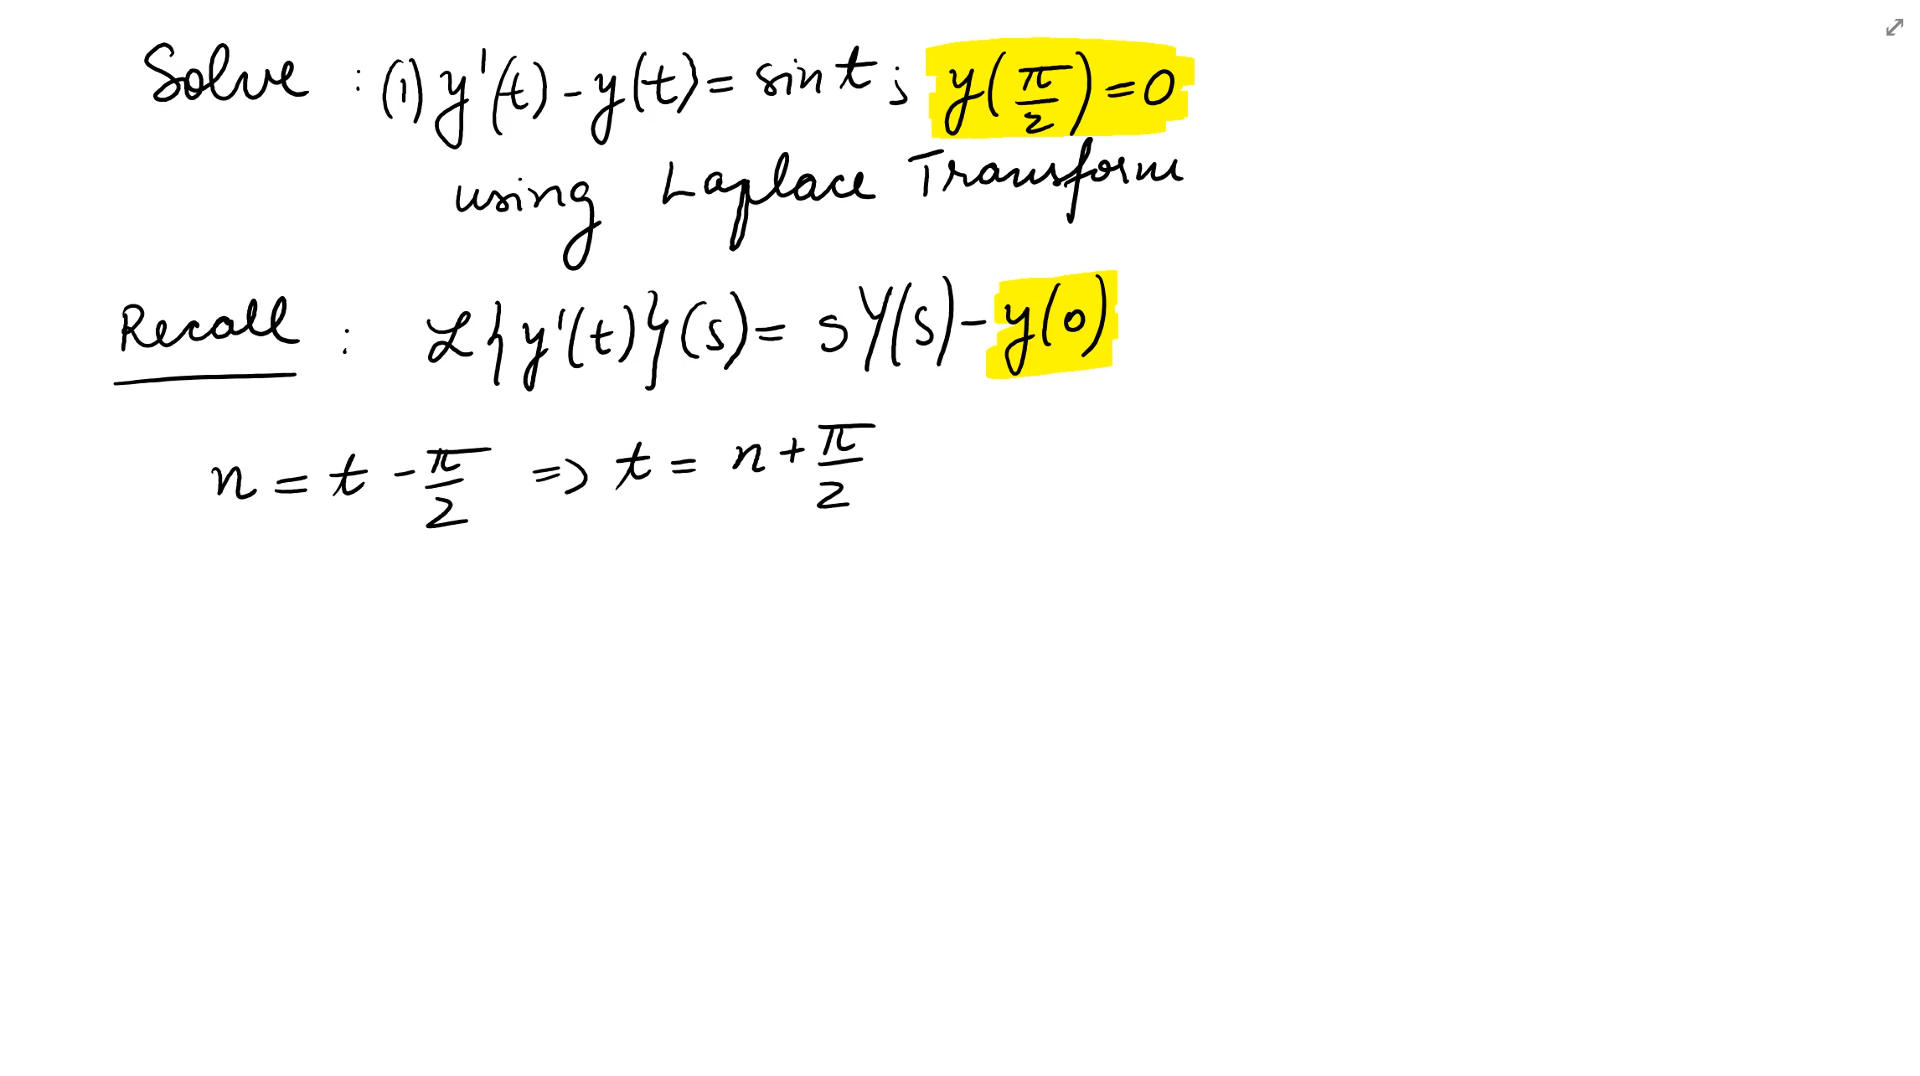 Solve : (1) y'(t) - y(t) = sin t ; y(π/2) = 0
using Laplace Transform
Recall : ℒ{y'(t)}(s) = sY(s) - y(0)
n = t - π/2 => t = n + π/2